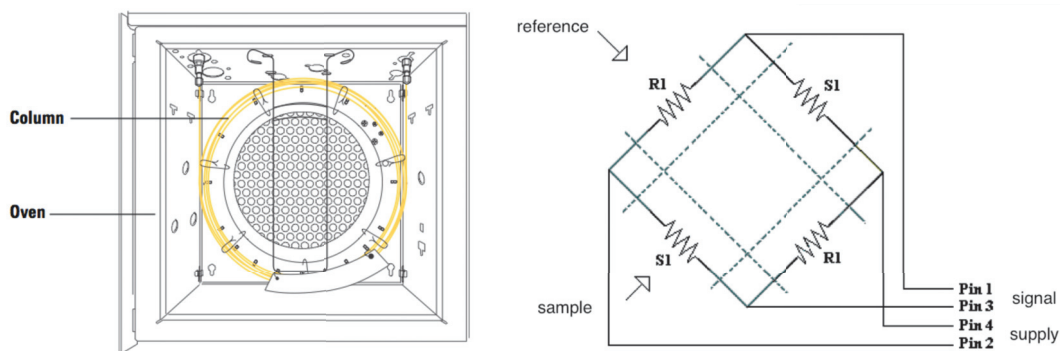 Column
Oven
reference
R1
S1
S1
R1
sample
Pin 1
Pin 3
signal
Pin 4
supply
Pin 2